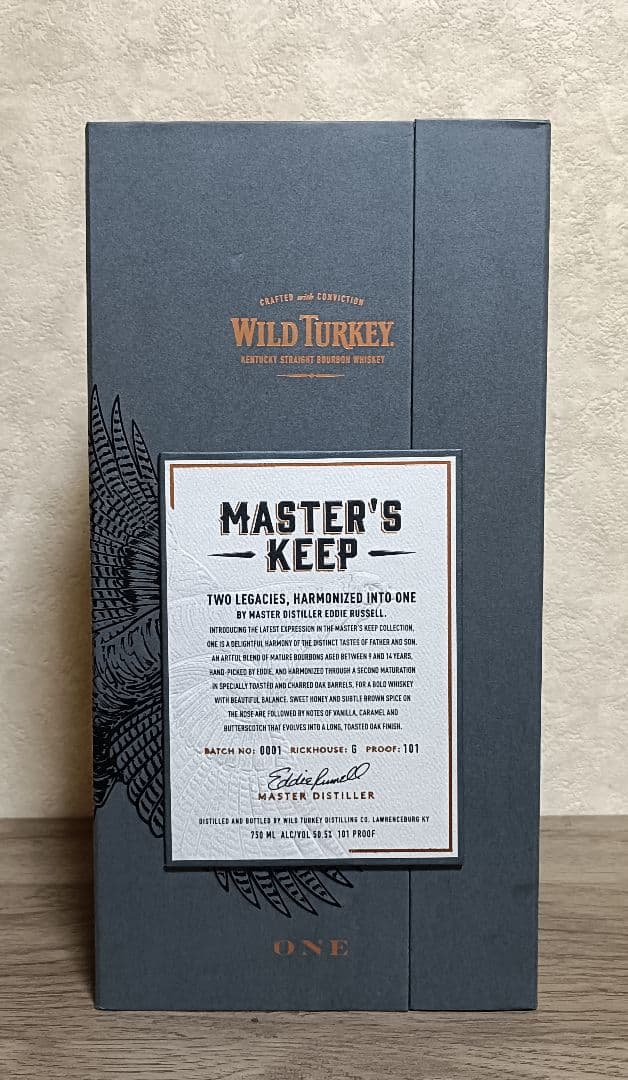 CRAFTED with CONVICTION
WILD TURKEY.
KENTUCKY STRAIGHT BOURBON WHISKEY
MASTER'S
KEEP
TWO LEGACIES, HARMONIZED INTO ONE
BY MASTER DISTILLER EDDIE RUSSELL.
INTRODUCING THE LATEST EXPRESSION IN THE MASTER'S KEEP COLLECTION,
ONE IS A DELIGHTFUL HARMONY OF THE DISTINCT TASTES OF FATHER AND SON.
AN ARTFUL BLEND OF MATURE BOURBONS AGED BETWEEN 9 AND 14 YEARS,
HAND-PICKED BY EDDIE, AND HARMONIZED THROUGH A SECOND MATURATION
IN SPECIALLY TOASTED AND CHARRED OAK BARRELS, FOR A BOLD WHISKEY
WITH BEAUTIFUL BALANCE. SWEET HONEY AND SUBTLE BROWN SPICE ON
THE NOSE ARE FOLLOWED BY NOTES OF VANILLA, CARAMEL AND
BUTTERSCOTCH THAT EVOLVES INTO A LONG, TOASTED OAK FINISH.
BATCH NO: 0001 RICKHOUSE: G PROOF: 101
Eddie Russell
MASTER DISTILLER
DISTILLED AND BOTTLED BY WILD TURKEY DISTILLING CO. LAWRENCEBURG KY
750 ML ALC/VOL 50.5% 101 PROOF
ONE